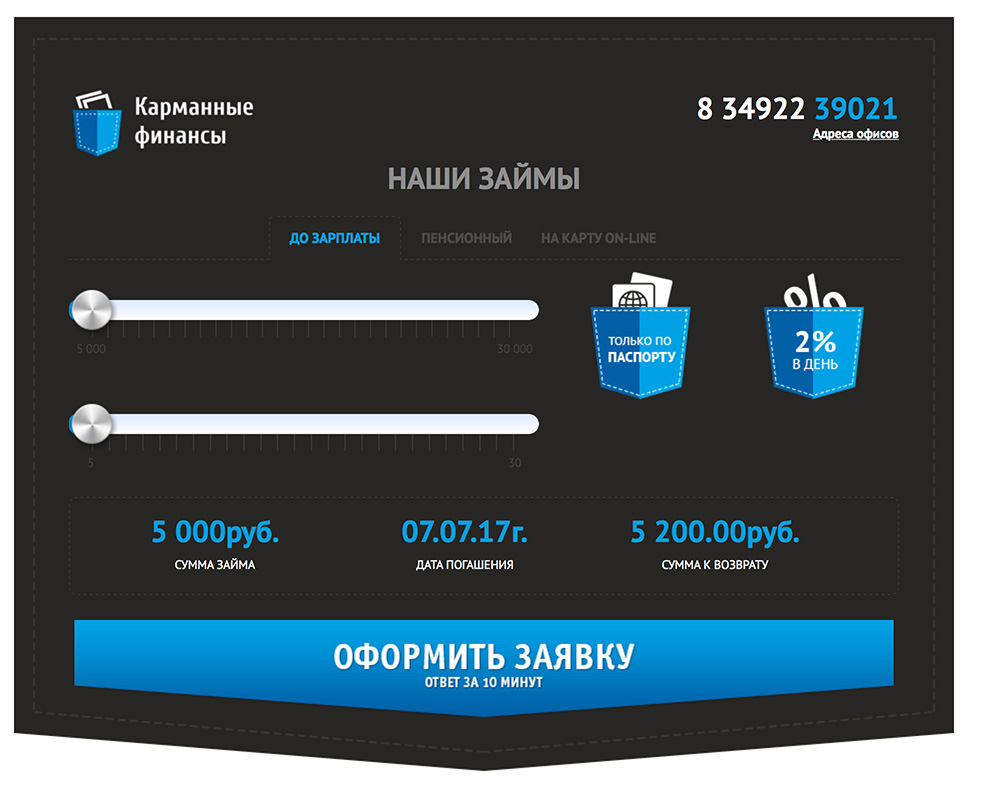 Карманные
финансы
8 34922 39021
Адреса офисов
НАШИ ЗАЙМЫ
ДО ЗАРПЛАТЫ ПЕНСИОННЫЙ НА КАРТУ ON-LINE
5 000 30 000
ТОЛЬКО ПО
ПАСПОРТУ
%
2%
В ДЕНЬ
5 30
5 000руб. 07.07.17г. 5 200.00руб.
СУММА ЗАЙМА ДАТА ПОГАШЕНИЯ СУММА К ВОЗВРАТУ
ОФОРМИТЬ ЗАЯВКУ
ОТВЕТ ЗА 10 МИНУТ